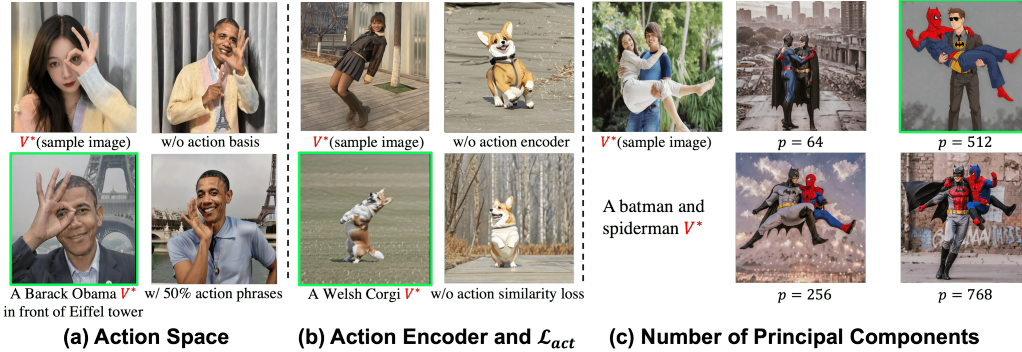 V*(sample image)
w/o action basis
A Barack Obama V*
in front of Eiffel tower
w/ 50% action phrases
(a) Action Space
V*(sample image)
w/o action encoder
A Welsh Corgi V*
w/o action similarity loss
(b) Action Encoder and ℒ_act
V*(sample image)
p = 64
p = 512
A batman and
spiderman V*
p = 256
p = 768
(c) Number of Principal Components